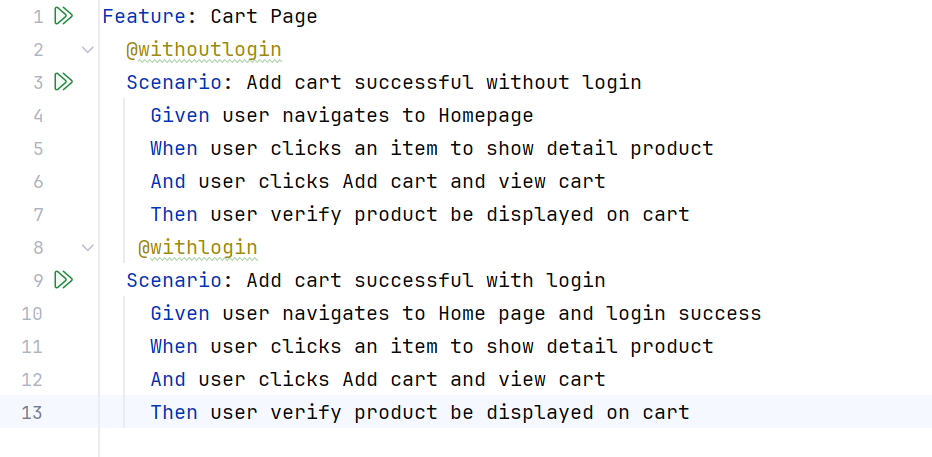 1 Feature: Cart Page
2 @withoutlogin
3 Scenario: Add cart successful without login
4 Given user navigates to Homepage
5 When user clicks an item to show detail product
6 And user clicks Add cart and view cart
7 Then user verify product be displayed on cart
8 @withlogin
9 Scenario: Add cart successful with login
10 Given user navigates to Home page and login success
11 When user clicks an item to show detail product
12 And user clicks Add cart and view cart
13 Then user verify product be displayed on cart